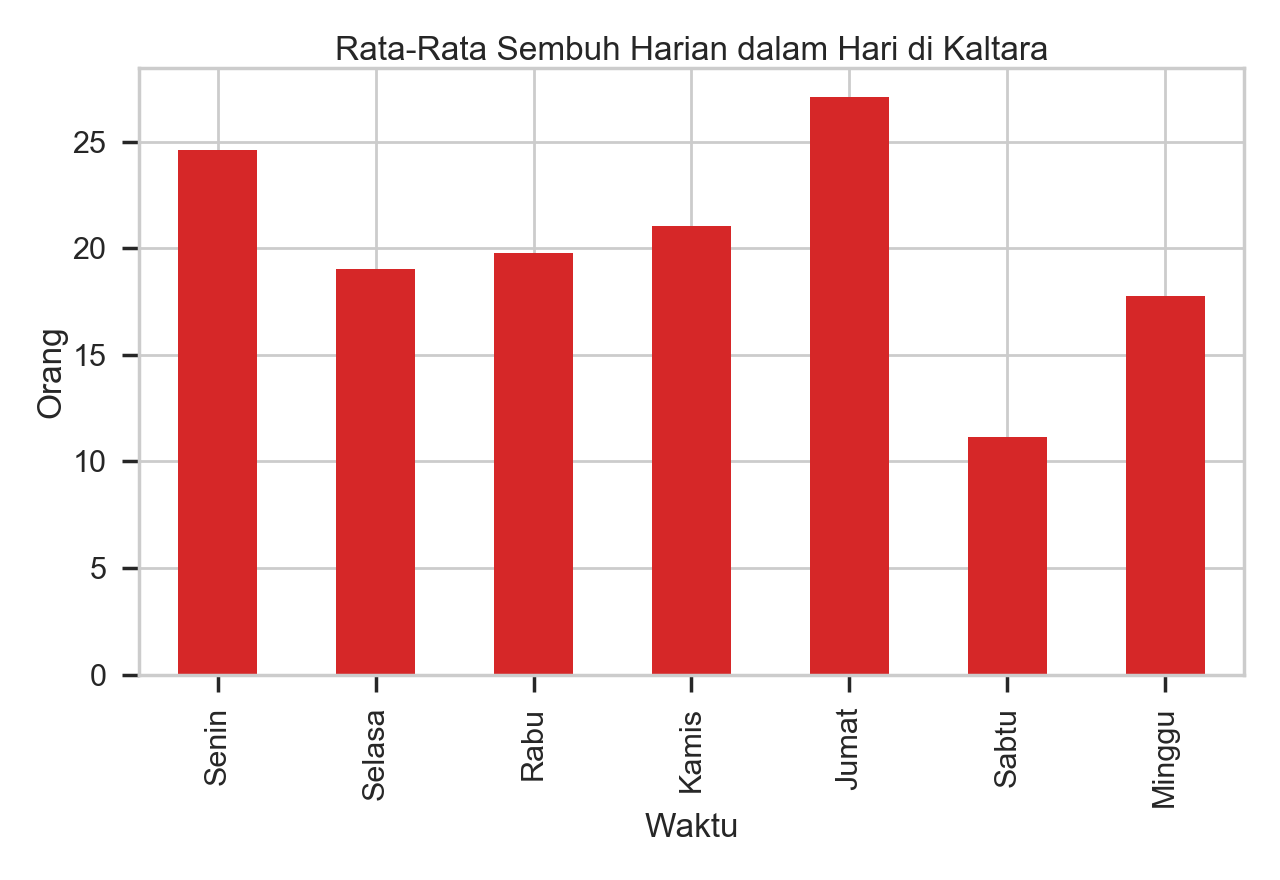 Rata-Rata Sembuh Harian dalam Hari di Kaltara
25
20
15
10
5
0
Orang
Senin
Selasa
Rabu
Kamis
Jumat
Sabtu
Minggu
Waktu